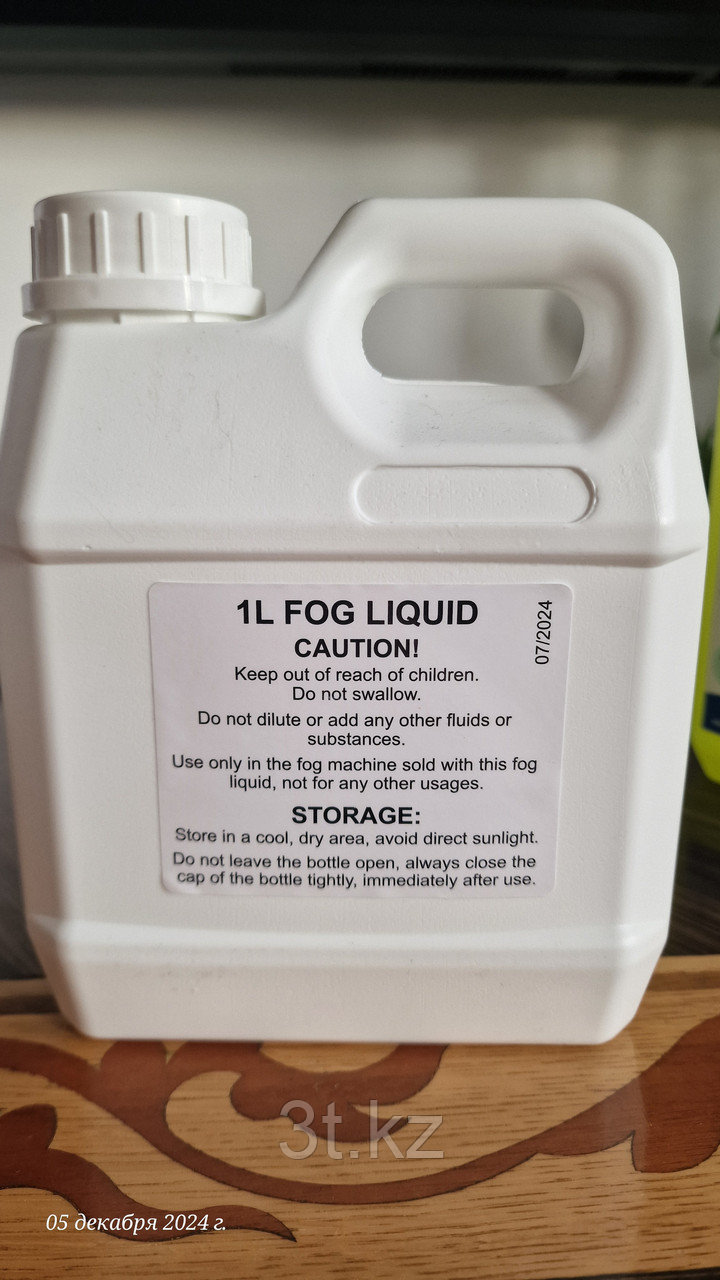 1L FOG LIQUID
07/2024
CAUTION!
Keep out of reach of children.
Do not swallow.
Do not dilute or add any other fluids or
substances.
Use only in the fog machine sold with this fog
liquid, not for any other usages.
STORAGE:
Store in a cool, dry area, avoid direct sunlight.
Do not leave the bottle open, always close the
cap of the bottle tightly, immediately after use.
3t.kz
05 декабря 2024 г.